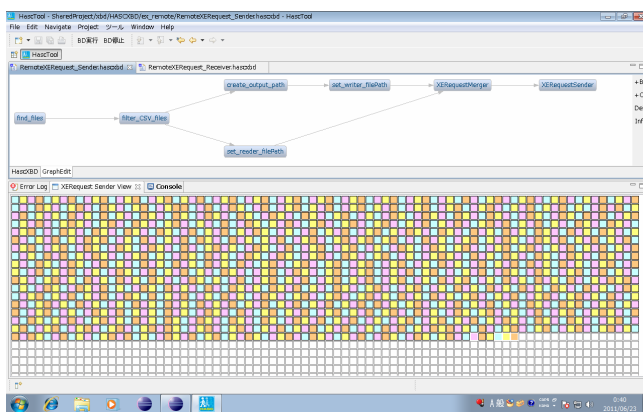 HascTool - SharedProject/xbd/HASCXBD/ex_remote/RemoteXERequest_Sender.hascxbd - HascTool
File Edit Navigate Project ツール Window Help
BD実行 BD停止
HascTool
RemoteXERequest_Sender.hascxbd RemoteXERequest_Receiver.hascxbd
create_output_path set_writer_filePath XERequestMerger XERequestSender
find_files filter_CSV_files
set_reader_filePath
HascXBD GraphEdit
Error Log XERequest Sender View Console
A 般
0:40
2011/06/23